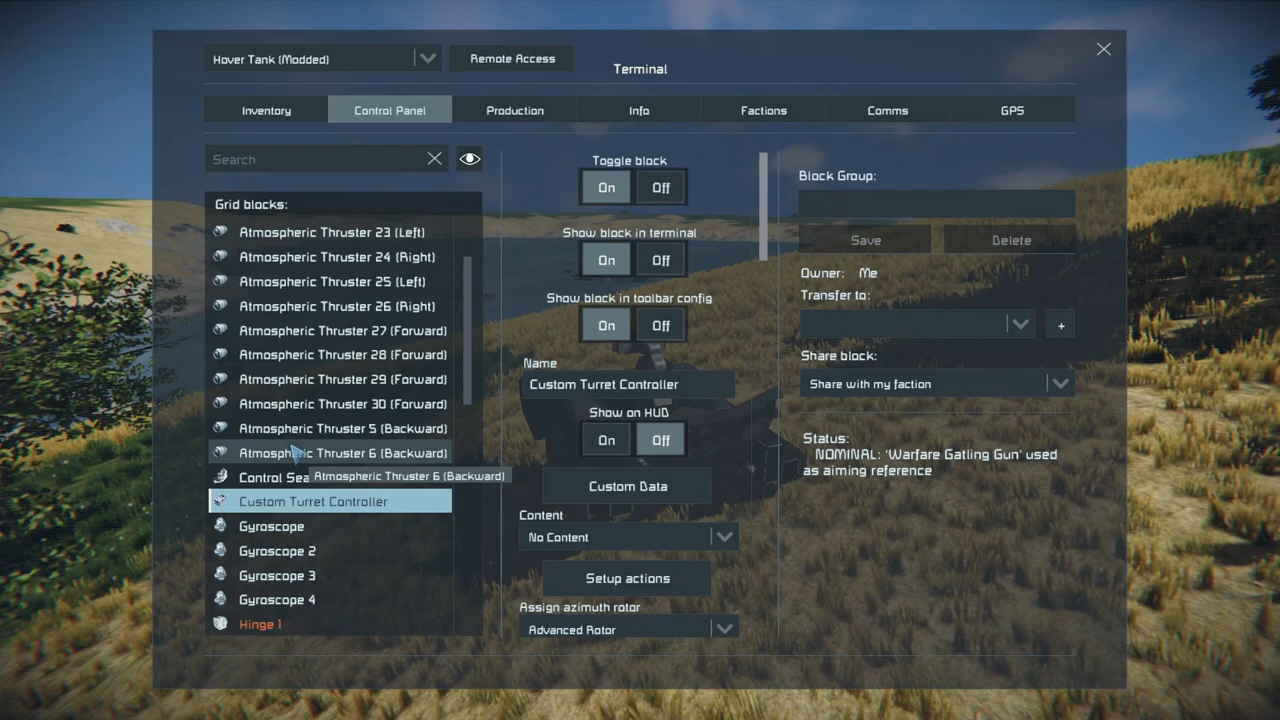 Hover Tank (Modded)
Remote Access
Terminal
Inventory
Control Panel
Production
Info
Factions
Comms
GPS
Search
Grid blocks:
Atmospheric Thruster 23 (Left)
Atmospheric Thruster 24 (Right)
Atmospheric Thruster 25 (Left)
Atmospheric Thruster 26 (Right)
Atmospheric Thruster 27 (Forward)
Atmospheric Thruster 28 (Forward)
Atmospheric Thruster 29 (Forward)
Atmospheric Thruster 30 (Forward)
Atmospheric Thruster 5 (Backward)
Atmospheric Thruster 6 (Backward)
Control Sea
Atmospheric Thruster 6 (Backward)
Custom Turret Controller
Gyroscope
Gyroscope 2
Gyroscope 3
Gyroscope 4
Hinge 1
Toggle block
On Off
Show block in terminal
On Off
Show block in toolbar config
On Off
Name
Custom Turret Controller
Show on HUD
On Off
Custom Data
Content
No Content
Setup actions
Assign azimuth rotor
Advanced Rotor
Block Group:
Save
Delete
Owner: Me
Transfer to:
+
Share block:
Share with my faction
Status:
NOMINAL: 'Warfare Gatling Gun' used
as aiming reference